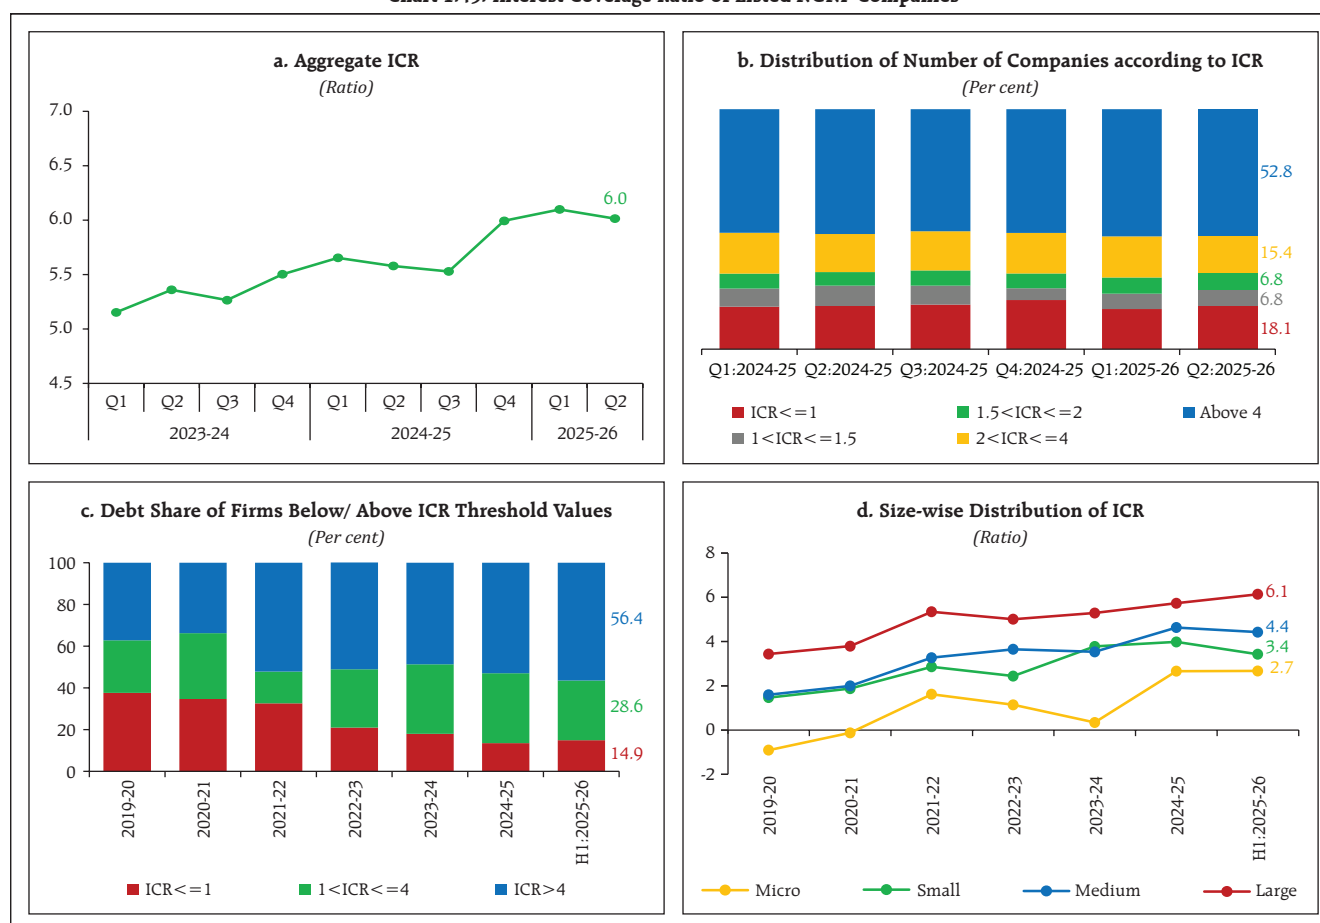 a. Aggregate ICR
(Ratio)
7.0
6.5
6.0
5.5
5.0
4.5
6.0
Q1 Q2 Q3 Q4 Q1 Q2 Q3 Q4 Q1 Q2
2023-24 2024-25 2025-26
b. Distribution of Number of Companies according to ICR
(Per cent)
52.8
15.4
6.8
6.8
18.1
Q1:2024-25 Q2:2024-25 Q3:2024-25 Q4:2024-25 Q1:2025-26 Q2:2025-26
ICR<=1 1.5<ICR<=2 Above 4
1<ICR<=1.5 2<ICR<=4
c. Debt Share of Firms Below/ Above ICR Threshold Values
(Per cent)
100
80
60
40
20
0
56.4
28.6
14.9
2019-20 2020-21 2021-22 2022-23 2023-24 2024-25 H1:2025-26
ICR<=1 1<ICR<=4 ICR>4
d. Size-wise Distribution of ICR
(Ratio)
8
6
4
2
0
-2
6.1
4.4
3.4
2.7
2019-20 2020-21 2021-22 2022-23 2023-24 2024-25 H1:2025-26
Micro Small Medium Large